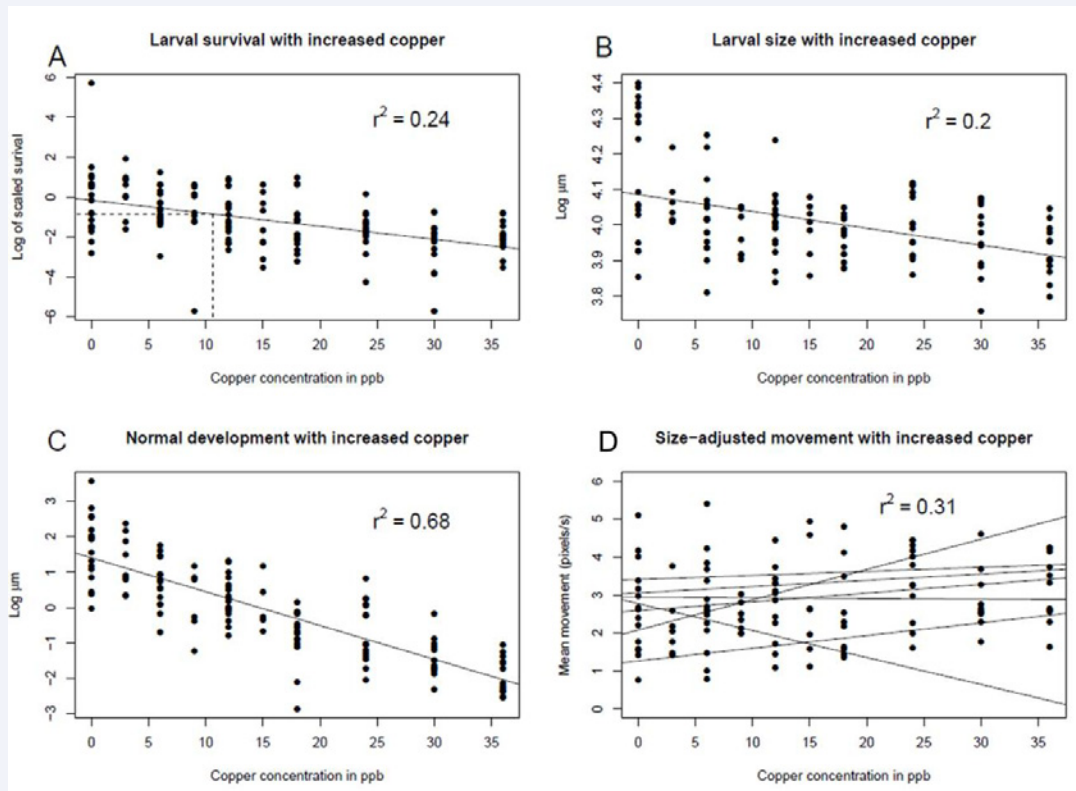 A
Larval survival with increased copper
r² = 0.24
Log of scaled surival
6
4
2
0
−2
−4
−6
0 5 10 15 20 25 30 35
Copper concentration in ppb
B
Larval size with increased copper
r² = 0.2
Log µm
4.4
4.3
4.2
4.1
4.0
3.9
3.8
0 5 10 15 20 25 30 35
Copper concentration in ppb
C
Normal development with increased copper
r² = 0.68
Log µm
3
2
1
0
−1
−2
−3
0 5 10 15 20 25 30 35
Copper concentration in ppb
D
Size−adjusted movement with increased copper
r² = 0.31
Mean movement (pixels/s)
6
5
4
3
2
1
0
0 5 10 15 20 25 30 35
Copper concentration in ppb